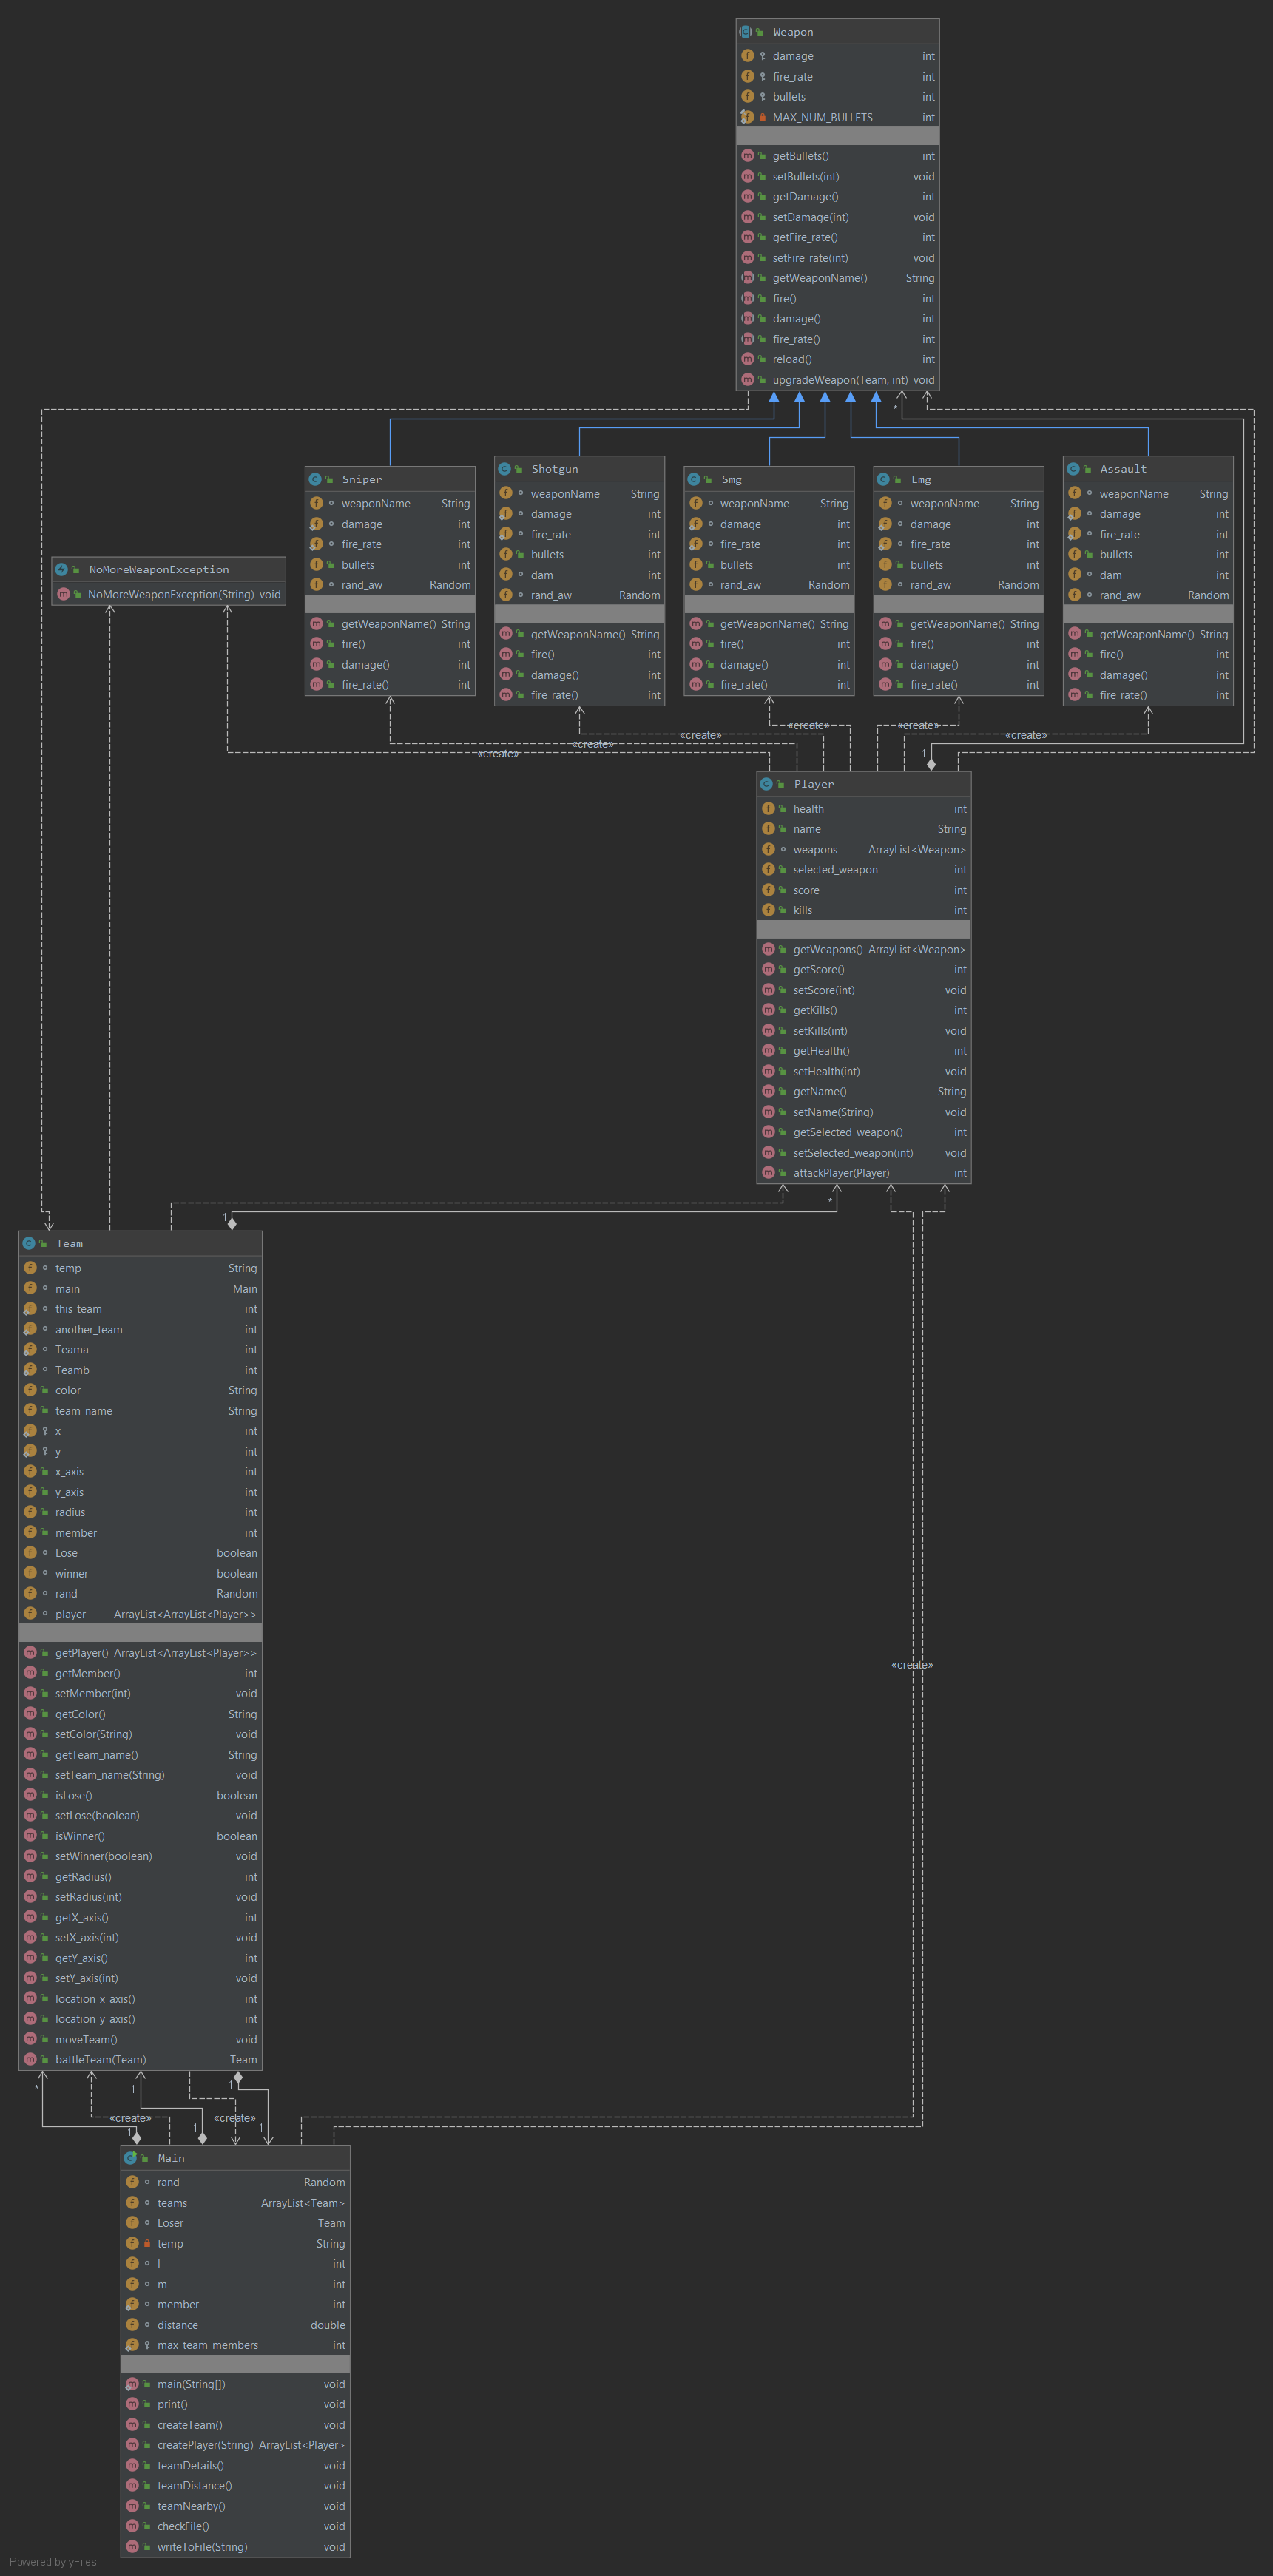 Weapon
damage int
fire_rate int
bullets int
MAX_NUM_BULLETS int
getBullets() int
setBullets(int) void
getDamage() int
setDamage(int) void
getFire_rate() int
setFire_rate(int) void
getWeaponName() String
fire() int
damage() int
fire_rate() int
reload() int
upgradeWeapon(Team, int) void
*
Sniper
weaponName String
damage int
fire_rate int
bullets int
rand_aw Random
getWeaponName() String
fire() int
damage() int
fire_rate() int
Shotgun
weaponName String
damage int
fire_rate int
bullets int
dam int
rand_aw Random
getWeaponName() String
fire() int
damage() int
fire_rate() int
Smg
weaponName String
damage int
fire_rate int
bullets int
rand_aw Random
getWeaponName() String
fire() int
damage() int
fire_rate() int
Lmg
weaponName String
damage int
fire_rate int
bullets int
rand_aw Random
getWeaponName() String
fire() int
damage() int
fire_rate() int
Assault
weaponName String
damage int
fire_rate int
bullets int
dam int
rand_aw Random
getWeaponName() String
fire() int
damage() int
fire_rate() int
NoMoreWeaponException
NoMoreWeaponException(String) void
«create» «create»
«create» «create»
«create»
«create» 1
Player
health int
name String
weapons ArrayList<Weapon>
selected_weapon int
score int
kills int
getWeapons() ArrayList<Weapon>
getScore() int
setScore(int) void
getKills() int
setKills(int) void
getHealth() int
setHealth(int) void
getName() String
setName(String) void
getSelected_weapon() int
setSelected_weapon(int) void
attackPlayer(Player) int
*
1
Team
temp String
main Main
this_team int
another_team int
Teama int
Teamb int
color String
team_name String
x int
y int
x_axis int
y_axis int
radius int
member int
Lose boolean
winner boolean
rand Random
player ArrayList<ArrayList<Player>>
getPlayer() ArrayList<ArrayList<Player>>
getMember() int
setMember(int) void
getColor() String
setColor(String) void
getTeam_name() String
setTeam_name(String) void
isLose() boolean
setLose(boolean) void
isWinner() boolean
setWinner(boolean) void
getRadius() int
setRadius(int) void
getX_axis() int
setX_axis(int) void
getY_axis() int
setY_axis(int) void
location_x_axis() int
location_y_axis() int
moveTeam() void
battleTeam(Team) Team
«create»
* 1 1
«create» «create»
1 1 1
Main
rand Random
teams ArrayList<Team>
Loser Team
temp String
l int
m int
member int
distance double
max_team_members int
main(String[]) void
print() void
createTeam() void
createPlayer(String) ArrayList<Player>
teamDetails() void
teamDistance() void
teamNearby() void
checkFile() void
writeToFile(String) void
Powered by yFiles